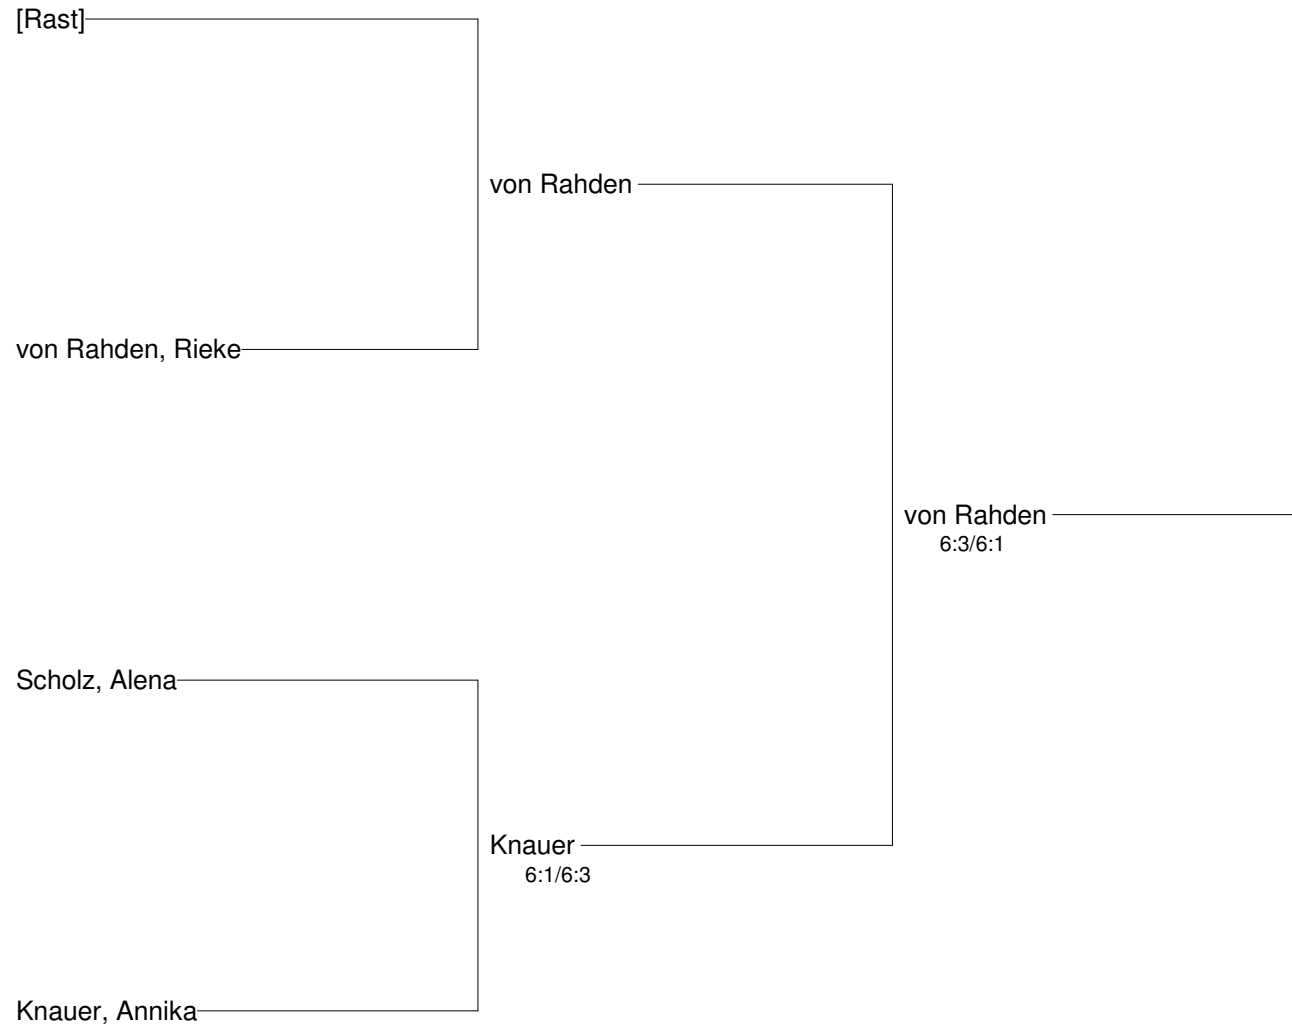 [Rast]
von Rahden
von Rahden, Rieke
von Rahden
6:3/6:1
Scholz, Alena
Knauer
6:1/6:3
Knauer, Annika